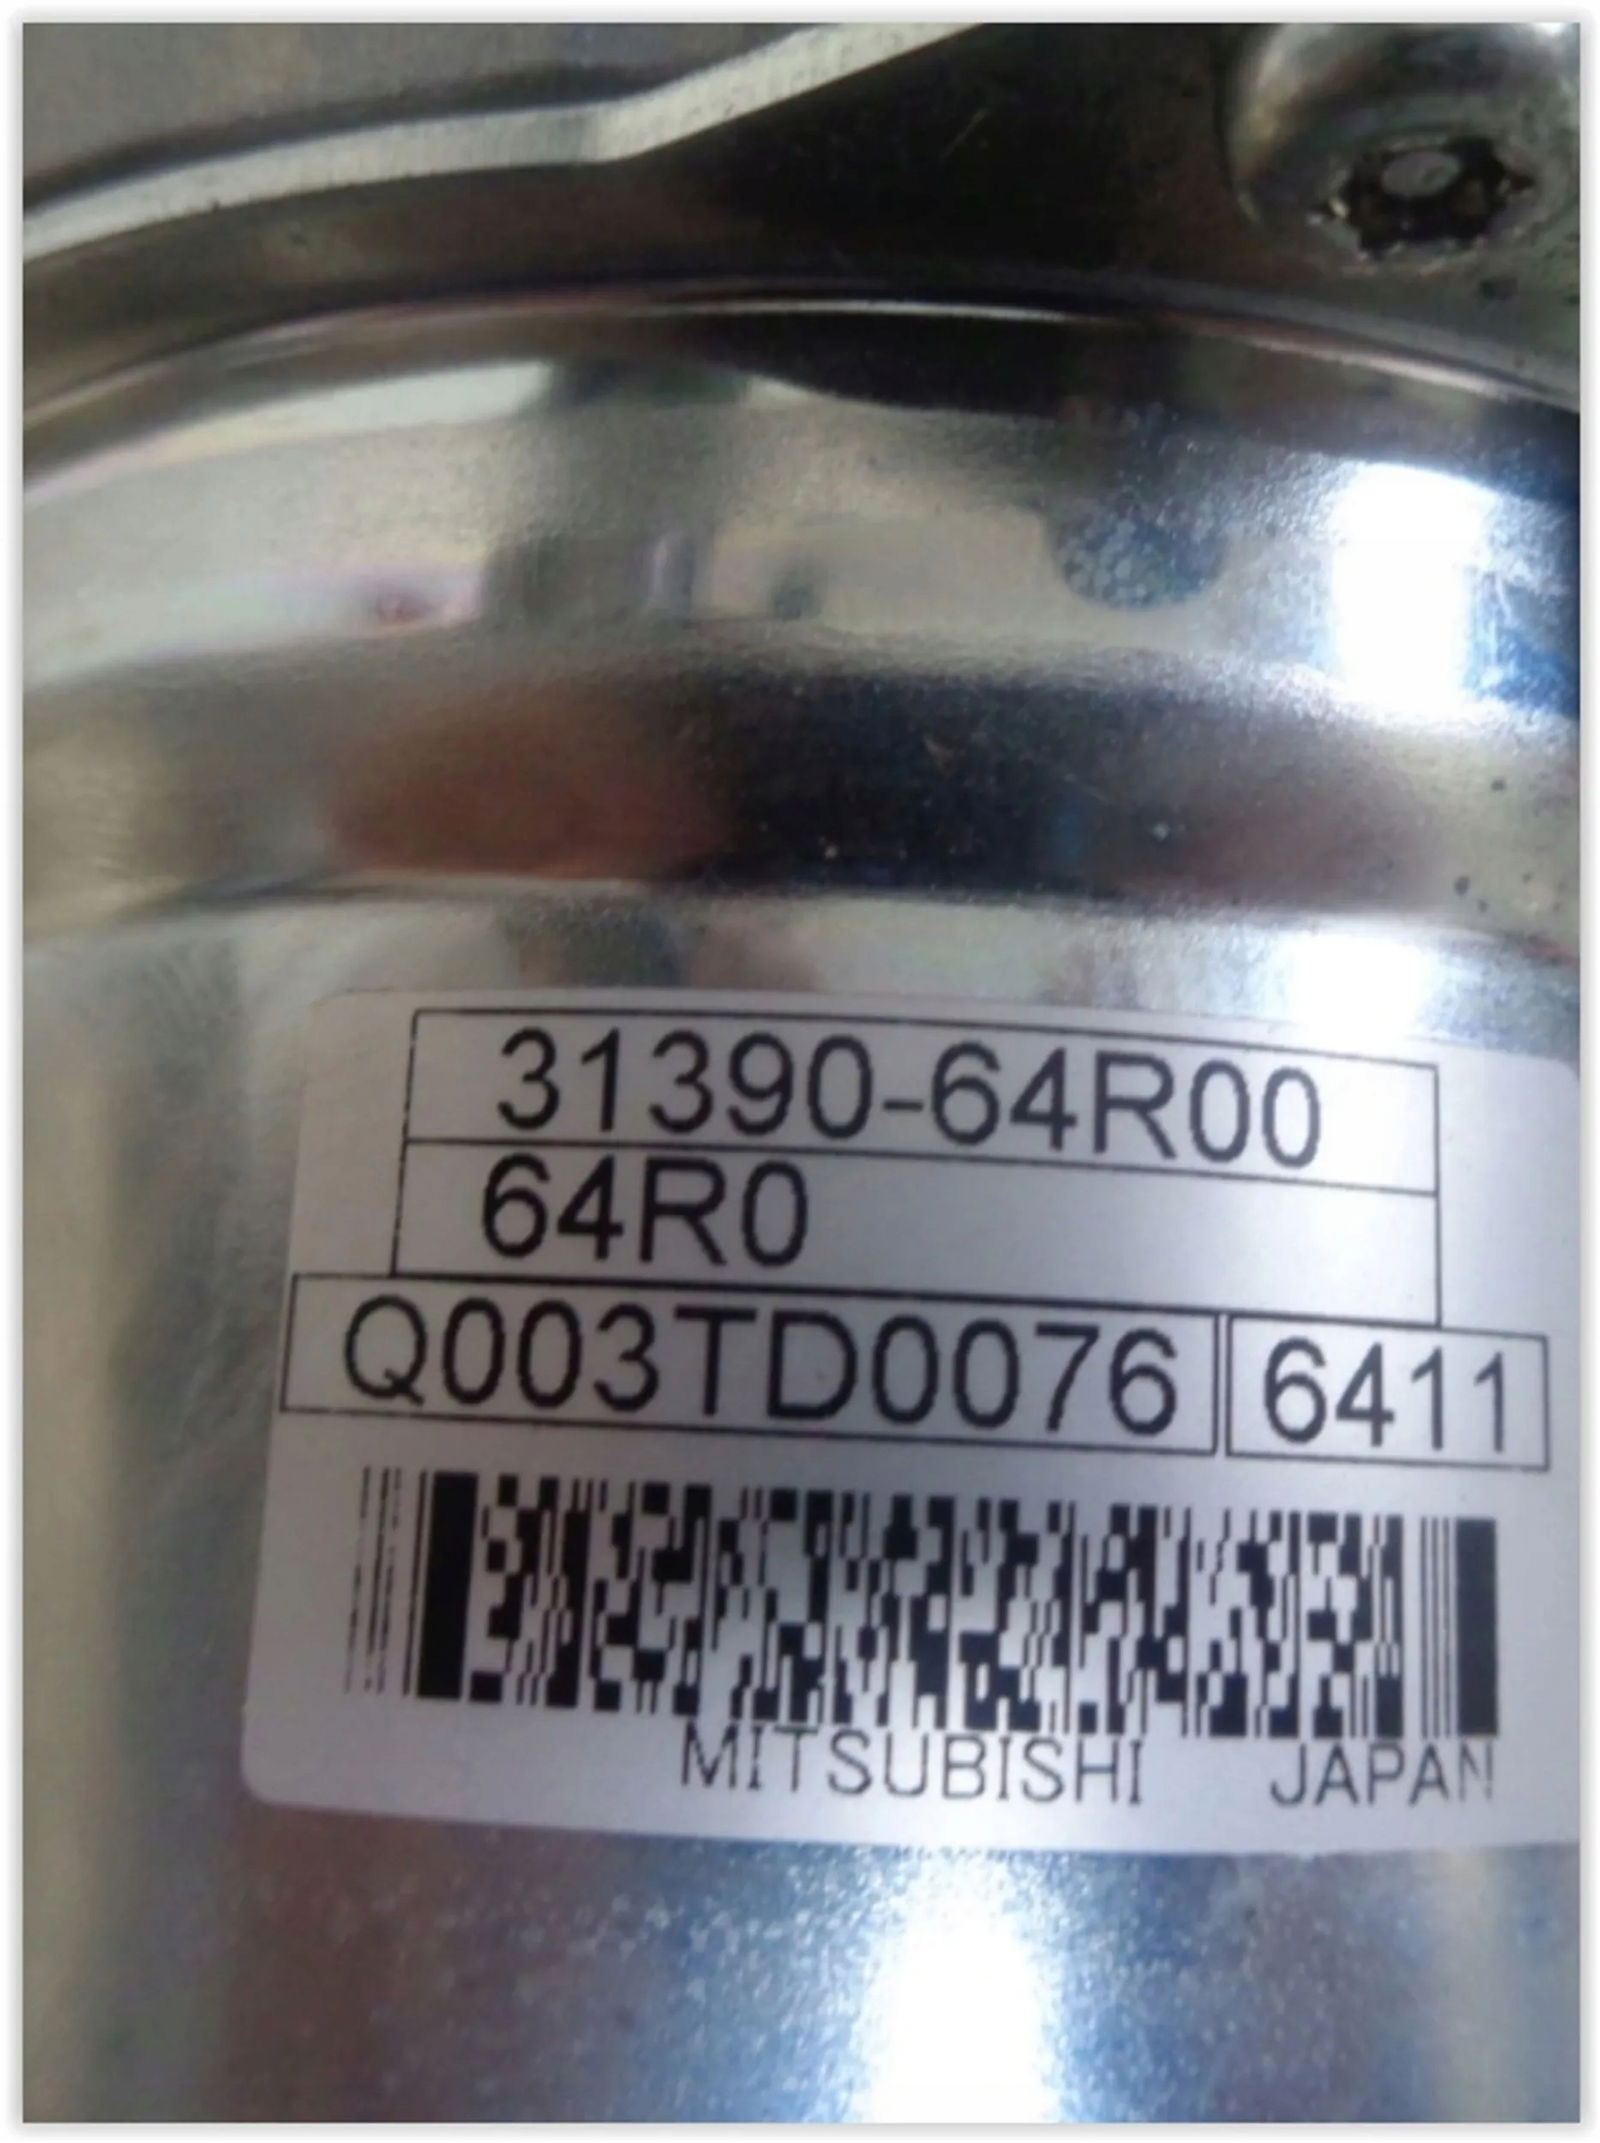 31390-64R00
64R0
Q003TD0076 6411
MITSUBISHI JAPAN